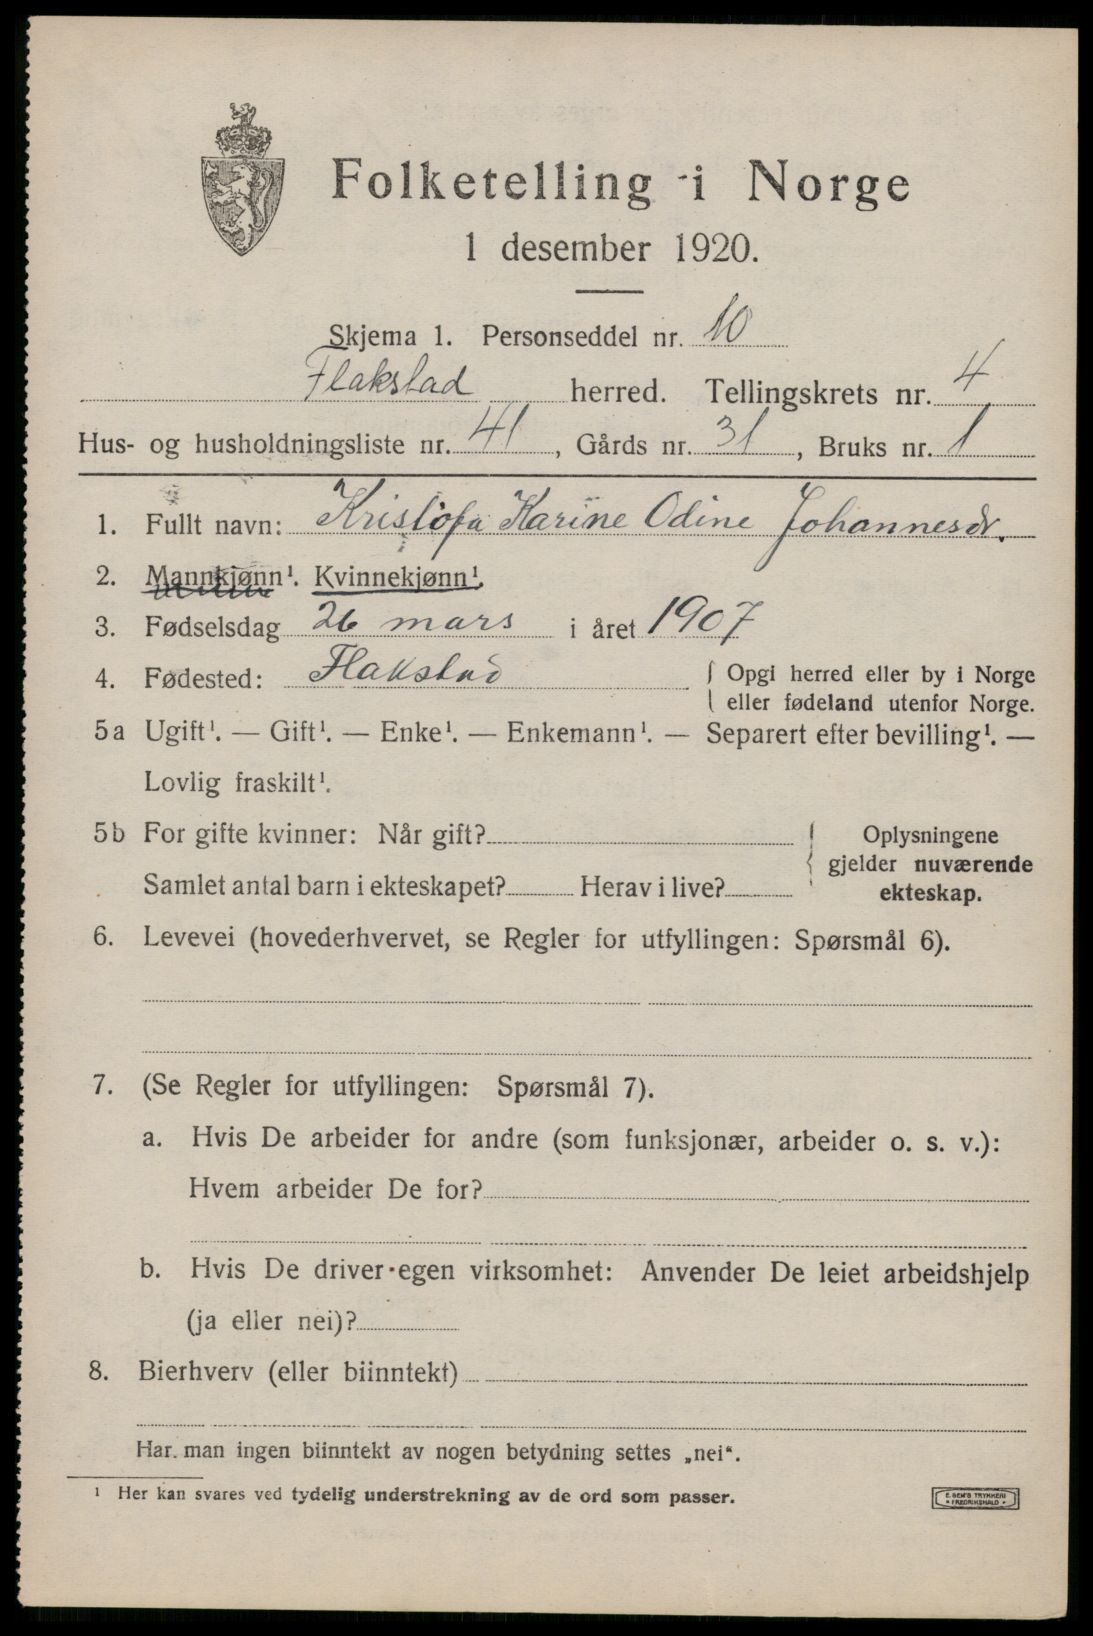 Folketelling i Norge
1 desember 1920.
Skjema 1. Personseddel nr. 10
Flakstad herred. Tellingskrets nr. 4
Hus- og husholdningsliste nr. 41, Gårds nr. 31, Bruks nr. 1
1. Fullt navn: Kristofa Karine Odine Johannesdr.
2. Mannkjønn¹. Kvinnekjønn¹.
3. Fødselsdag 26 mars i året 1907
4. Fødested: Flakstad { Opgi herred eller by i Norge
eller fødeland utenfor Norge.
5a Ugift¹. — Gift¹. — Enke¹. — Enkemann¹. — Separert efter bevilling¹. —
Lovlig fraskilt¹.
5b For gifte kvinner: Når gift? { Oplysningene
gjelder nuværende
Samlet antal barn i ekteskapet? Herav i live? ekteskap.
6. Levevei (hovederhvervet, se Regler for utfyllingen: Spørsmål 6).
7. (Se Regler for utfyllingen: Spørsmål 7).
a. Hvis De arbeider for andre (som funksjonær, arbeider o. s. v.):
Hvem arbeider De for?
b. Hvis De driver egen virksomhet: Anvender De leiet arbeidshjelp
(ja eller nei)?
8. Bierhverv (eller biinntekt)
Har man ingen biinntekt av nogen betydning settes „nei“.
¹ Her kan svares ved tydelig understrekning av de ord som passer.
E. SEM'S TRYKKERI
FREDRIKSHALD